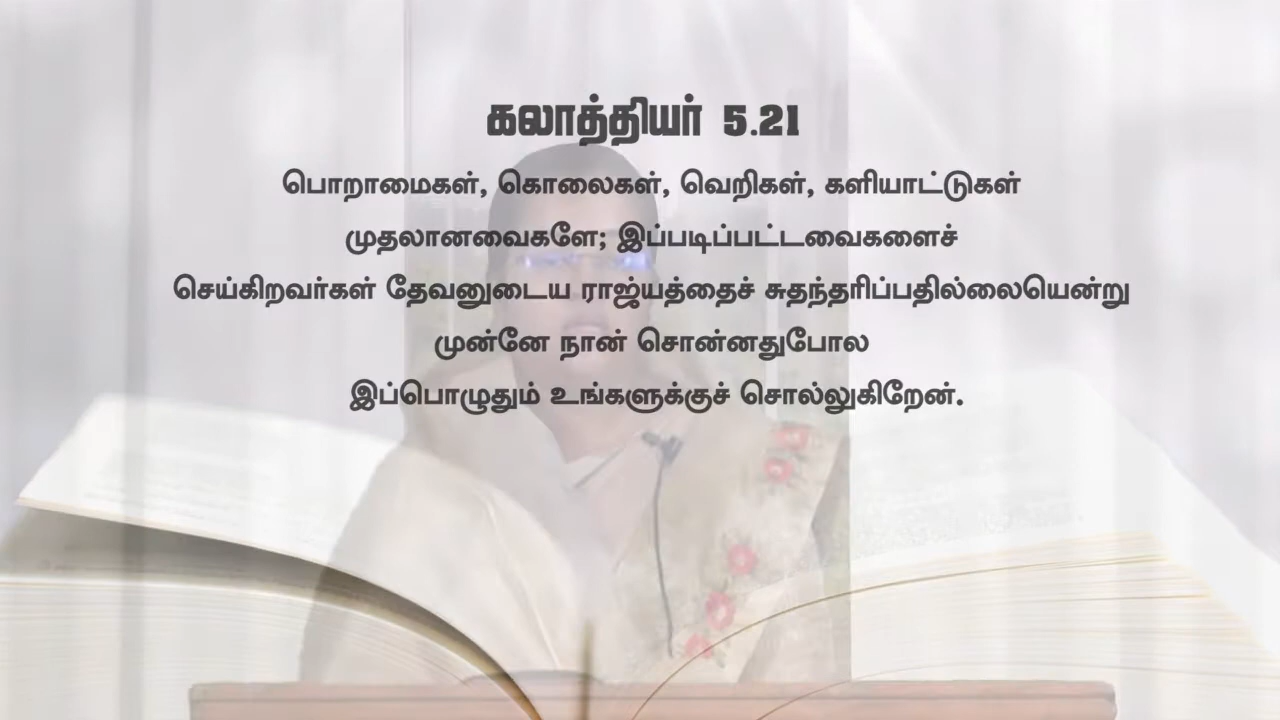 கலாத்தியர் 5.21
பொறாமைகள், கொலைகள், வெறிகள், களியாட்டுகள்
முதலானவைகளே; இப்படிப்பட்டவைகளைச்
செய்கிறவர்கள் தேவனுடைய ராஜ்யத்தைச் சுதந்தரிப்பதில்லையென்று
முன்னே நான் சொன்னதுபோல
இப்பொழுதும் உங்களுக்குச் சொல்லுகிறேன்.